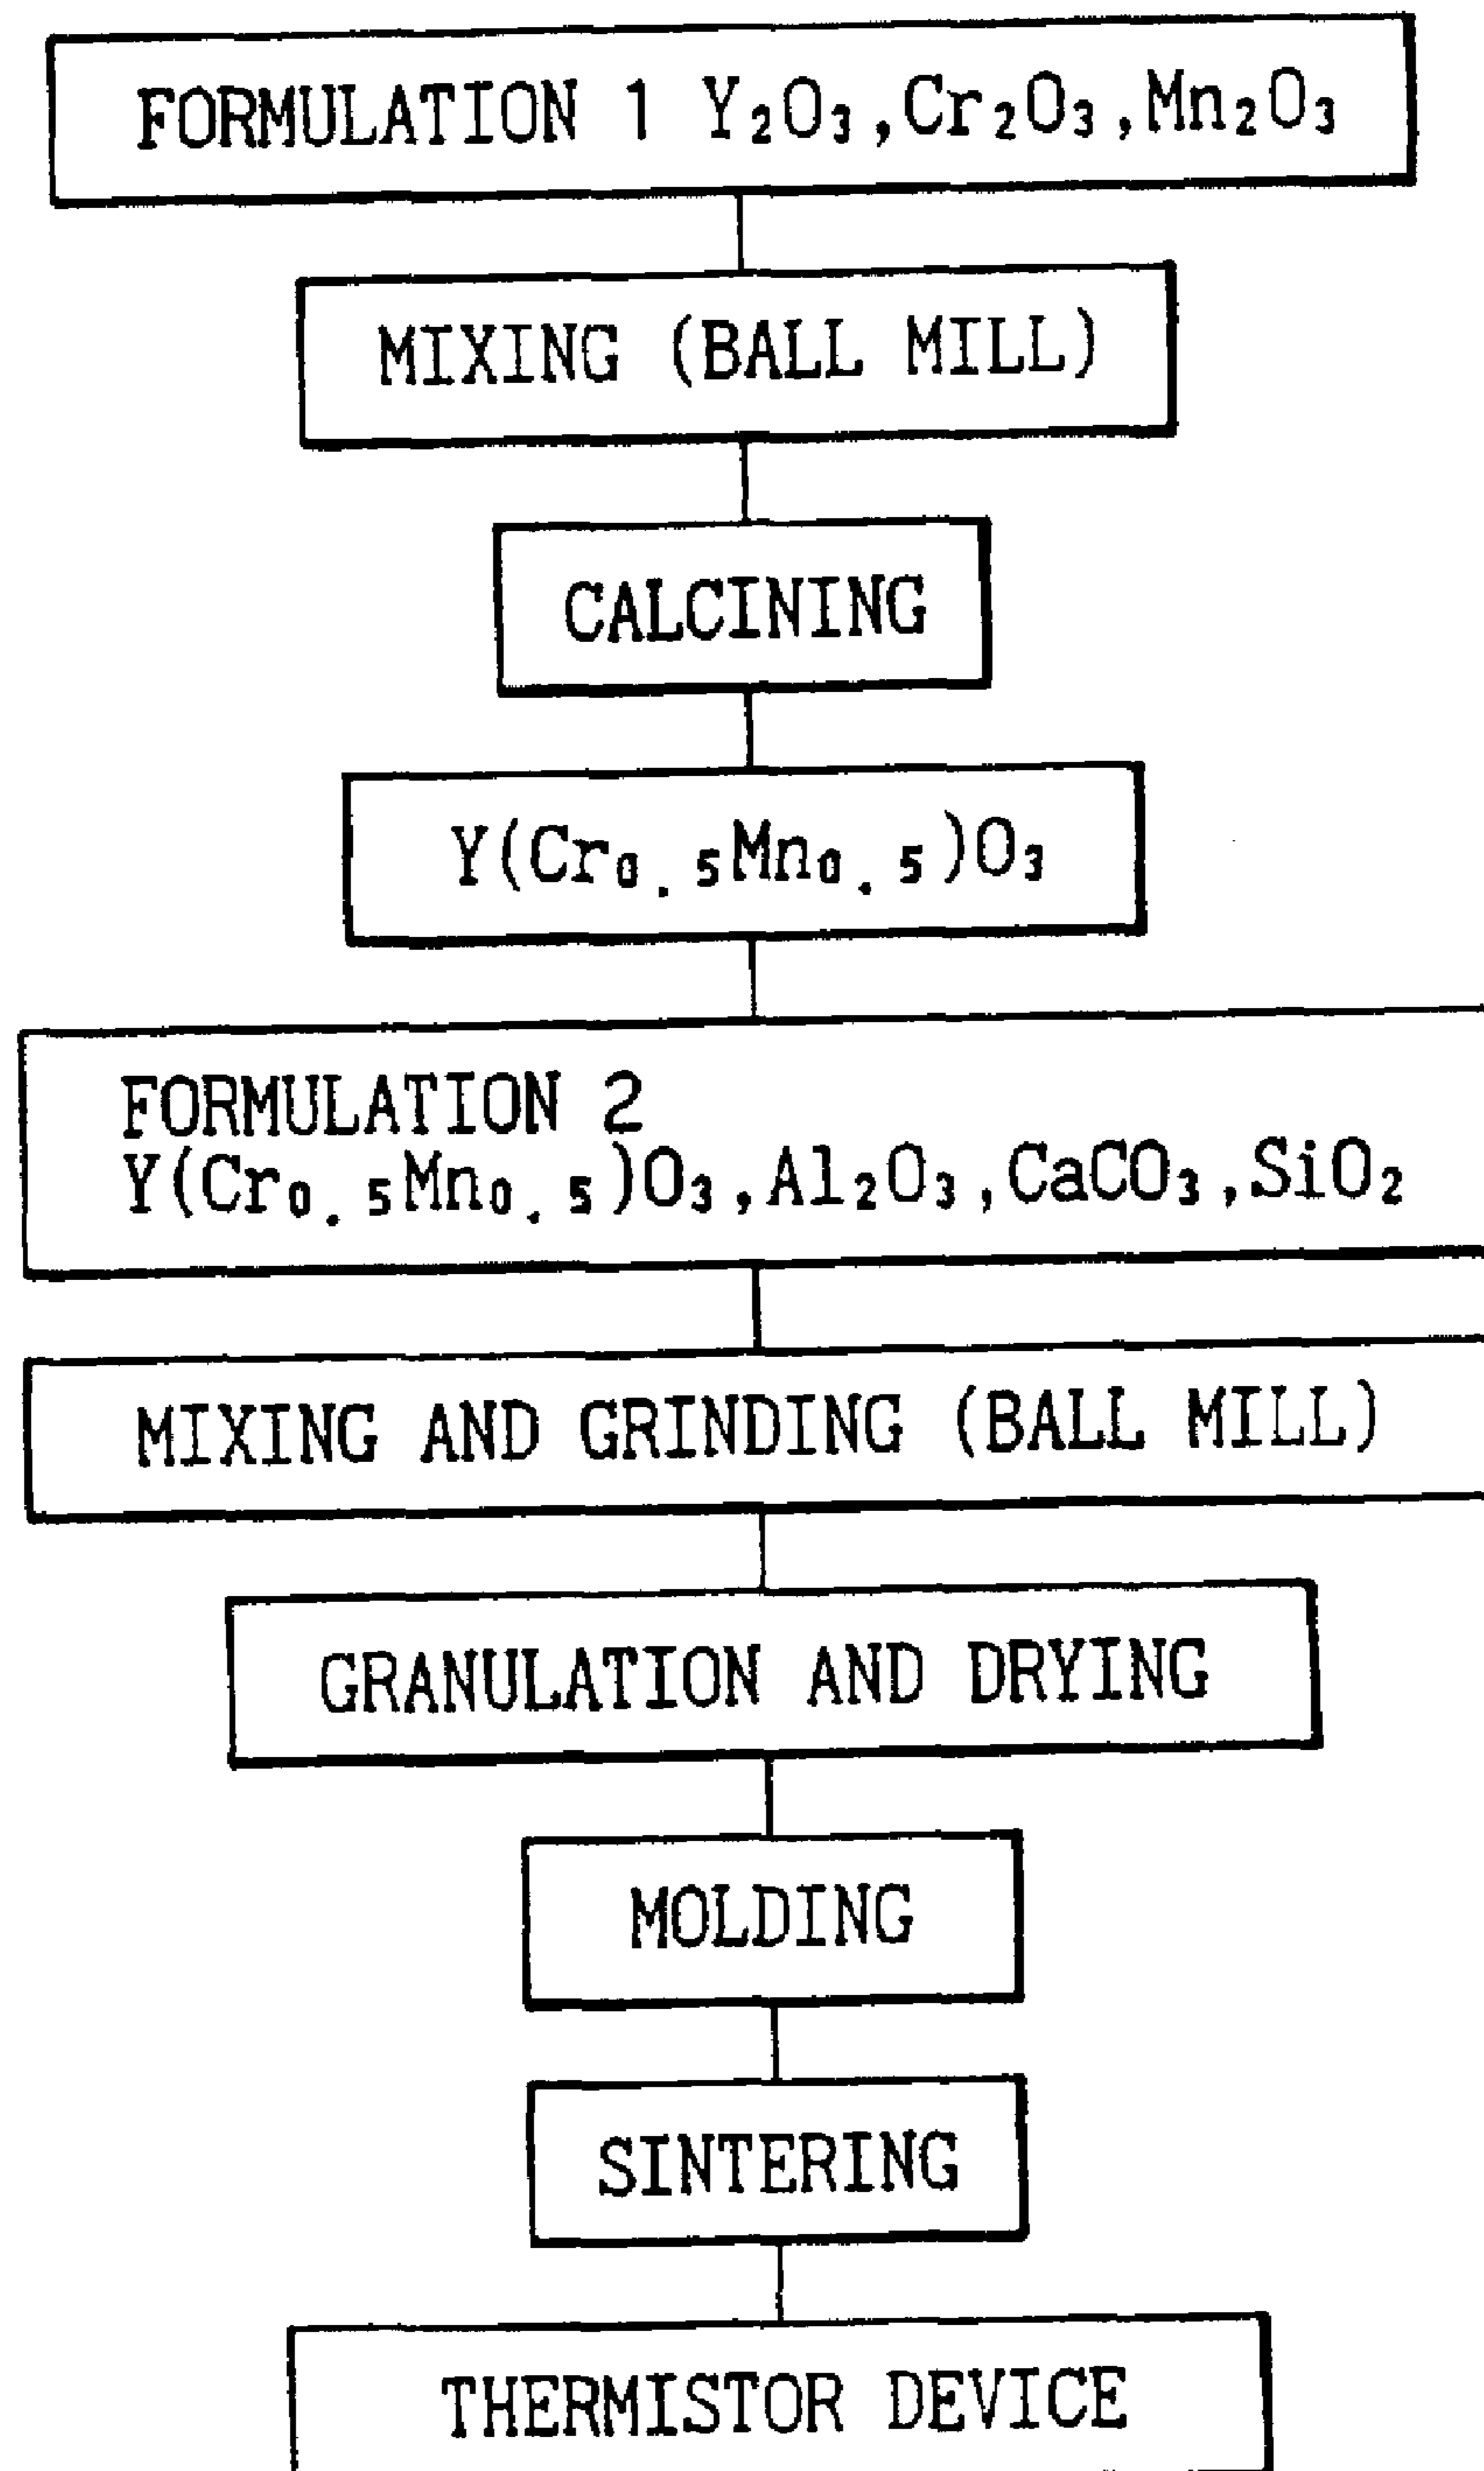 FORMULATION 1 Y₂O₃,Cr₂O₃,Mn₂O₃
MIXING (BALL MILL)
CALCINING
Y(Cr₀.₅Mn₀.₅)O₃
FORMULATION 2
Y(Cr₀.₅Mn₀.₅)O₃,Al₂O₃,CaCO₃,SiO₂
MIXING AND GRINDING (BALL MILL)
GRANULATION AND DRYING
MOLDING
SINTERING
THERMISTOR DEVICE